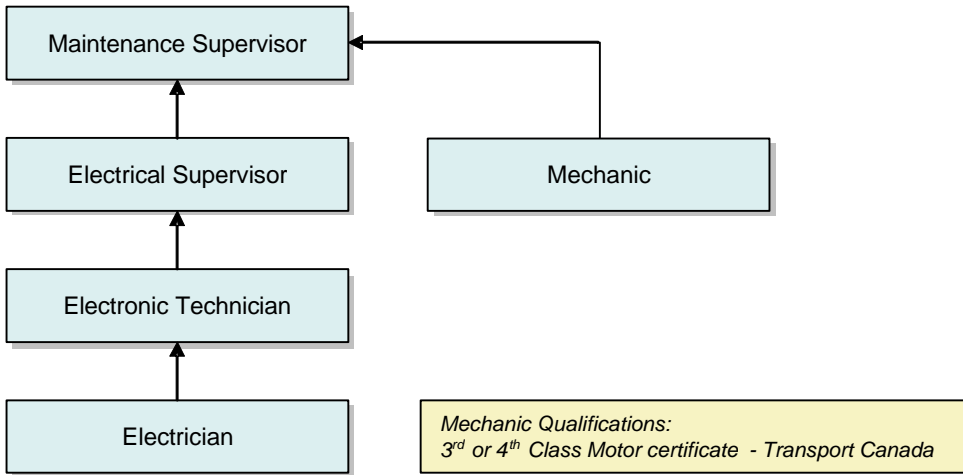 Maintenance Supervisor
Electrical Supervisor
Mechanic
Electronic Technician
Electrician
Mechanic Qualifications:
3rd or 4th Class Motor certificate - Transport Canada